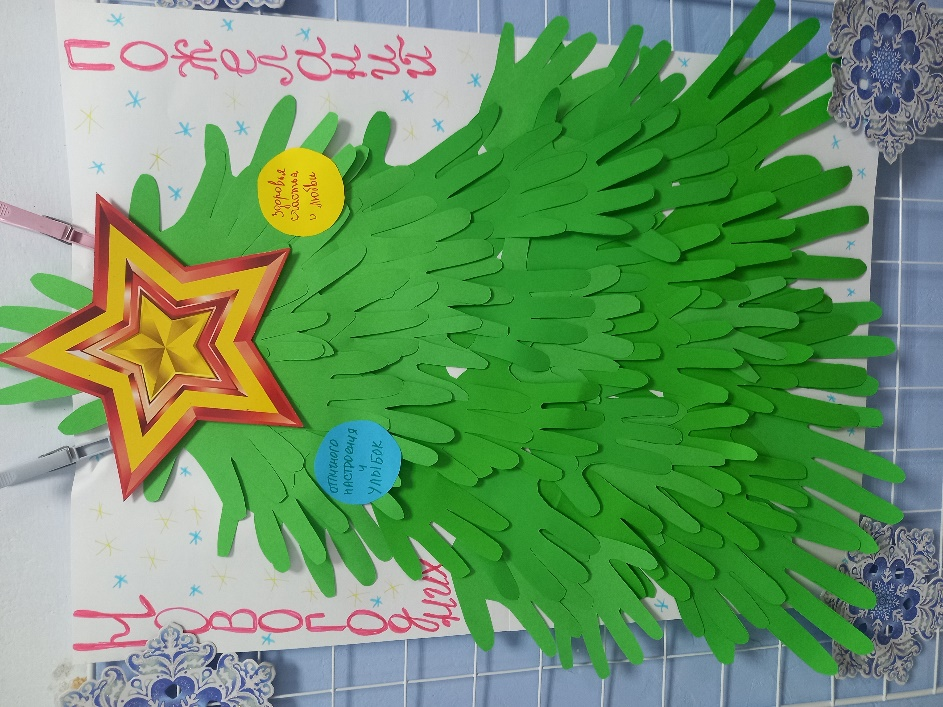 Новогодних
Пожеланий
отличного
настроения
и
улыбок
здоровья
счастья
и любви